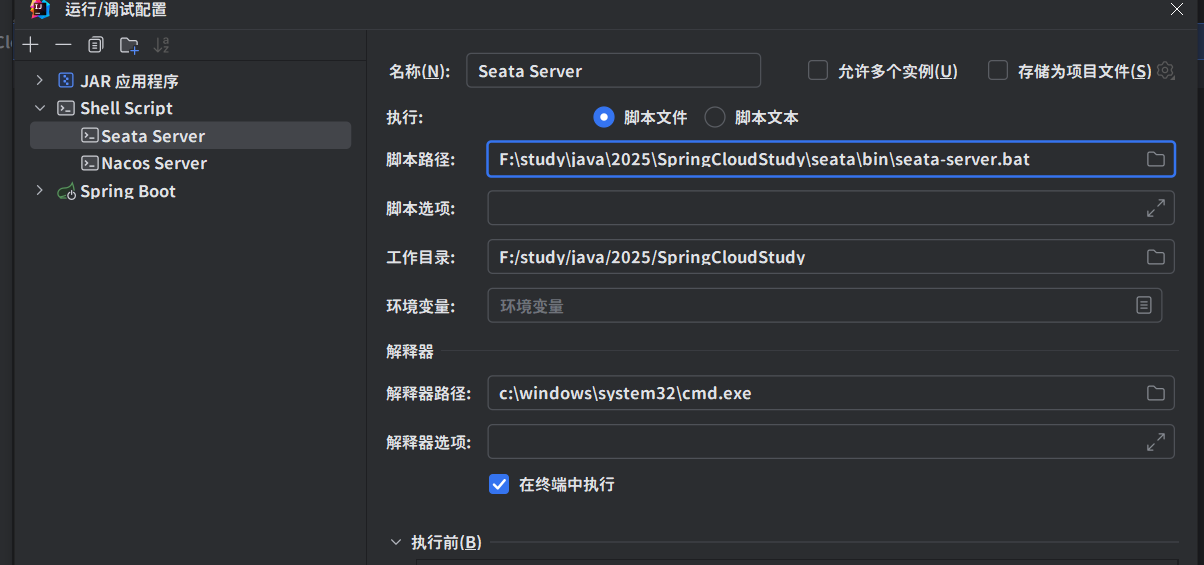 运行/调试配置
JAR 应用程序
Shell Script
Seata Server
Nacos Server
Spring Boot
名称(N):
Seata Server
允许多个实例(U)
存储为项目文件(S)
执行:
脚本文件
脚本文本
脚本路径:
F:\study\java\2025\SpringCloudStudy\seata\bin\seata-server.bat
脚本选项:
工作目录:
F:/study/java/2025/SpringCloudStudy
环境变量:
环境变量
解释器
解释器路径:
c:\windows\system32\cmd.exe
解释器选项:
在终端中执行
执行前(B)